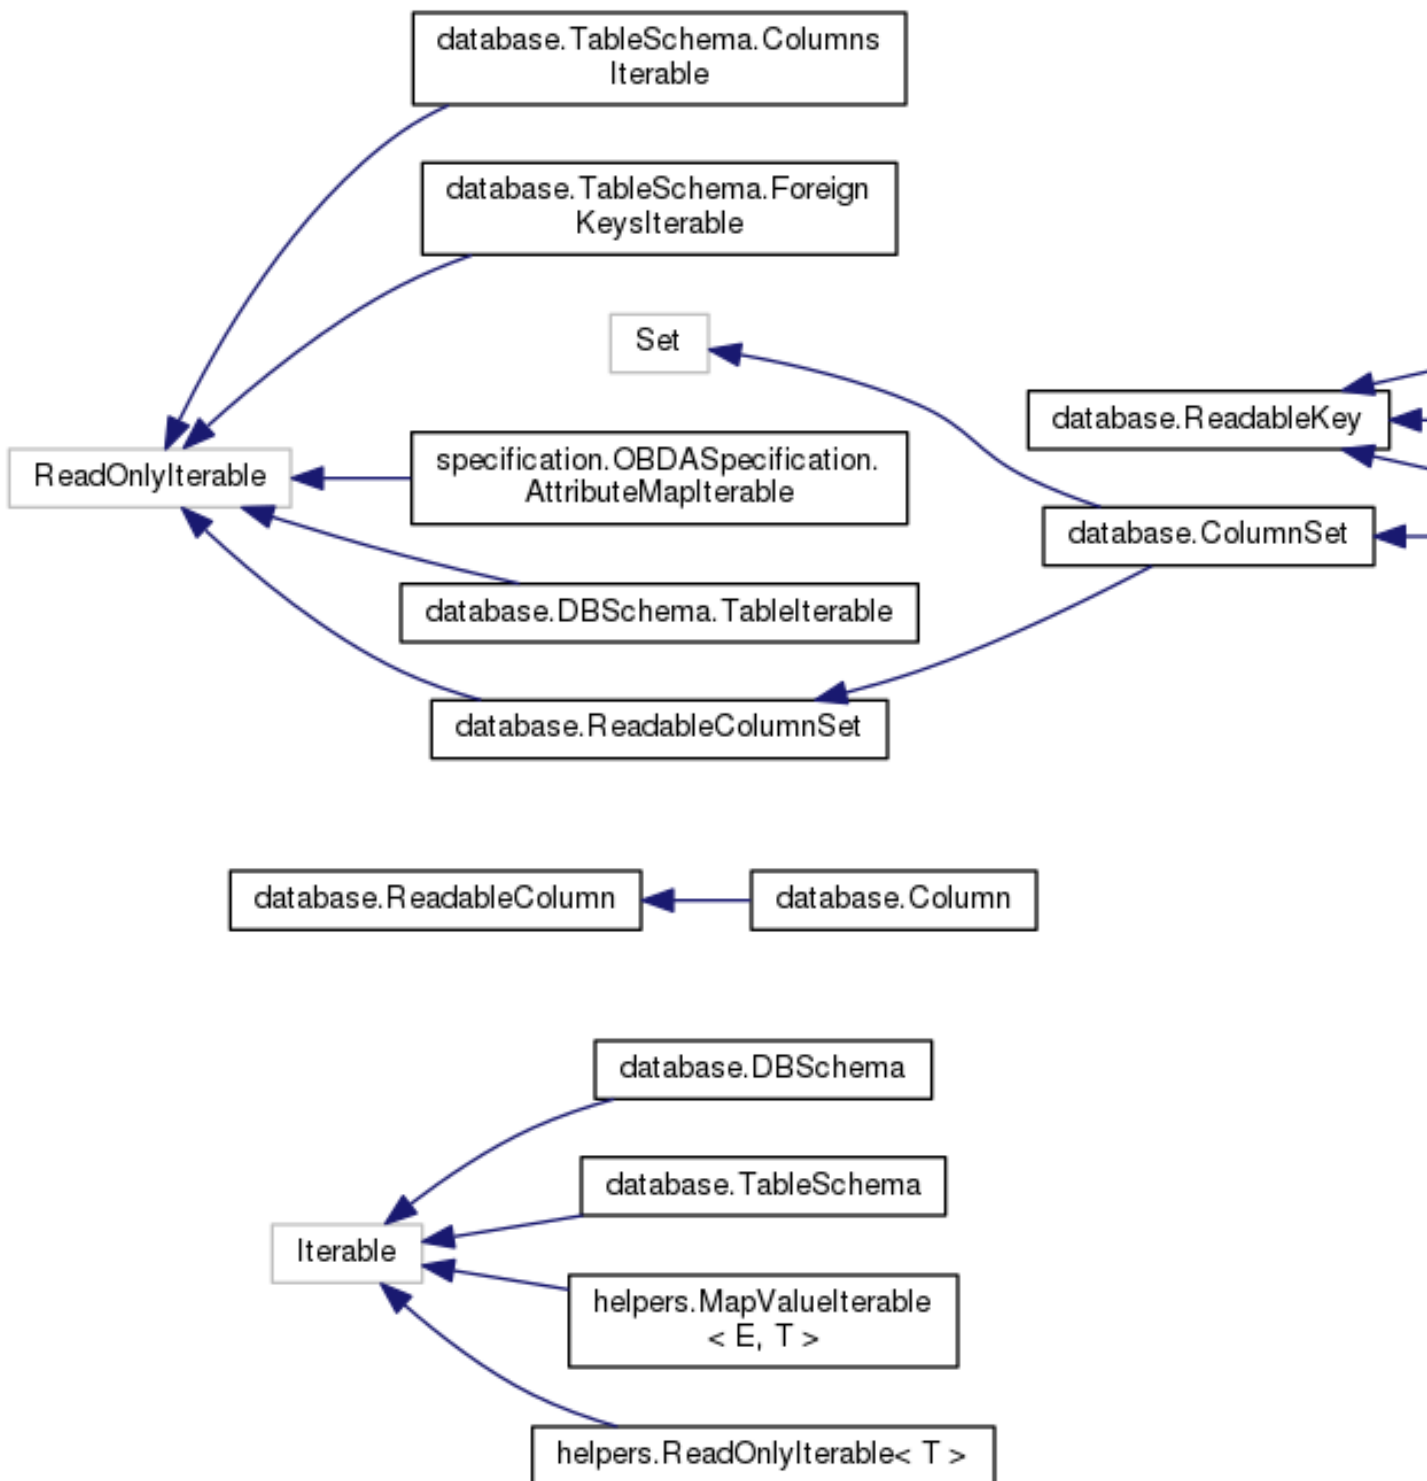 database.TableSchema.Columns
Iterable
database.TableSchema.Foreign
KeysIterable
Set
database.ReadableKey
ReadOnlyIterable
specification.OBDASpecification.
AttributeMapIterable
database.ColumnSet
database.DBSchema.TableIterable
database.ReadableColumnSet
database.ReadableColumn
database.Column
database.DBSchema
database.TableSchema
Iterable
helpers.MapValueIterable
< E, T >
helpers.ReadOnlyIterable< T >